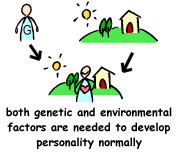 G
both genetic and environmental
factors are needed to develop
personality normally